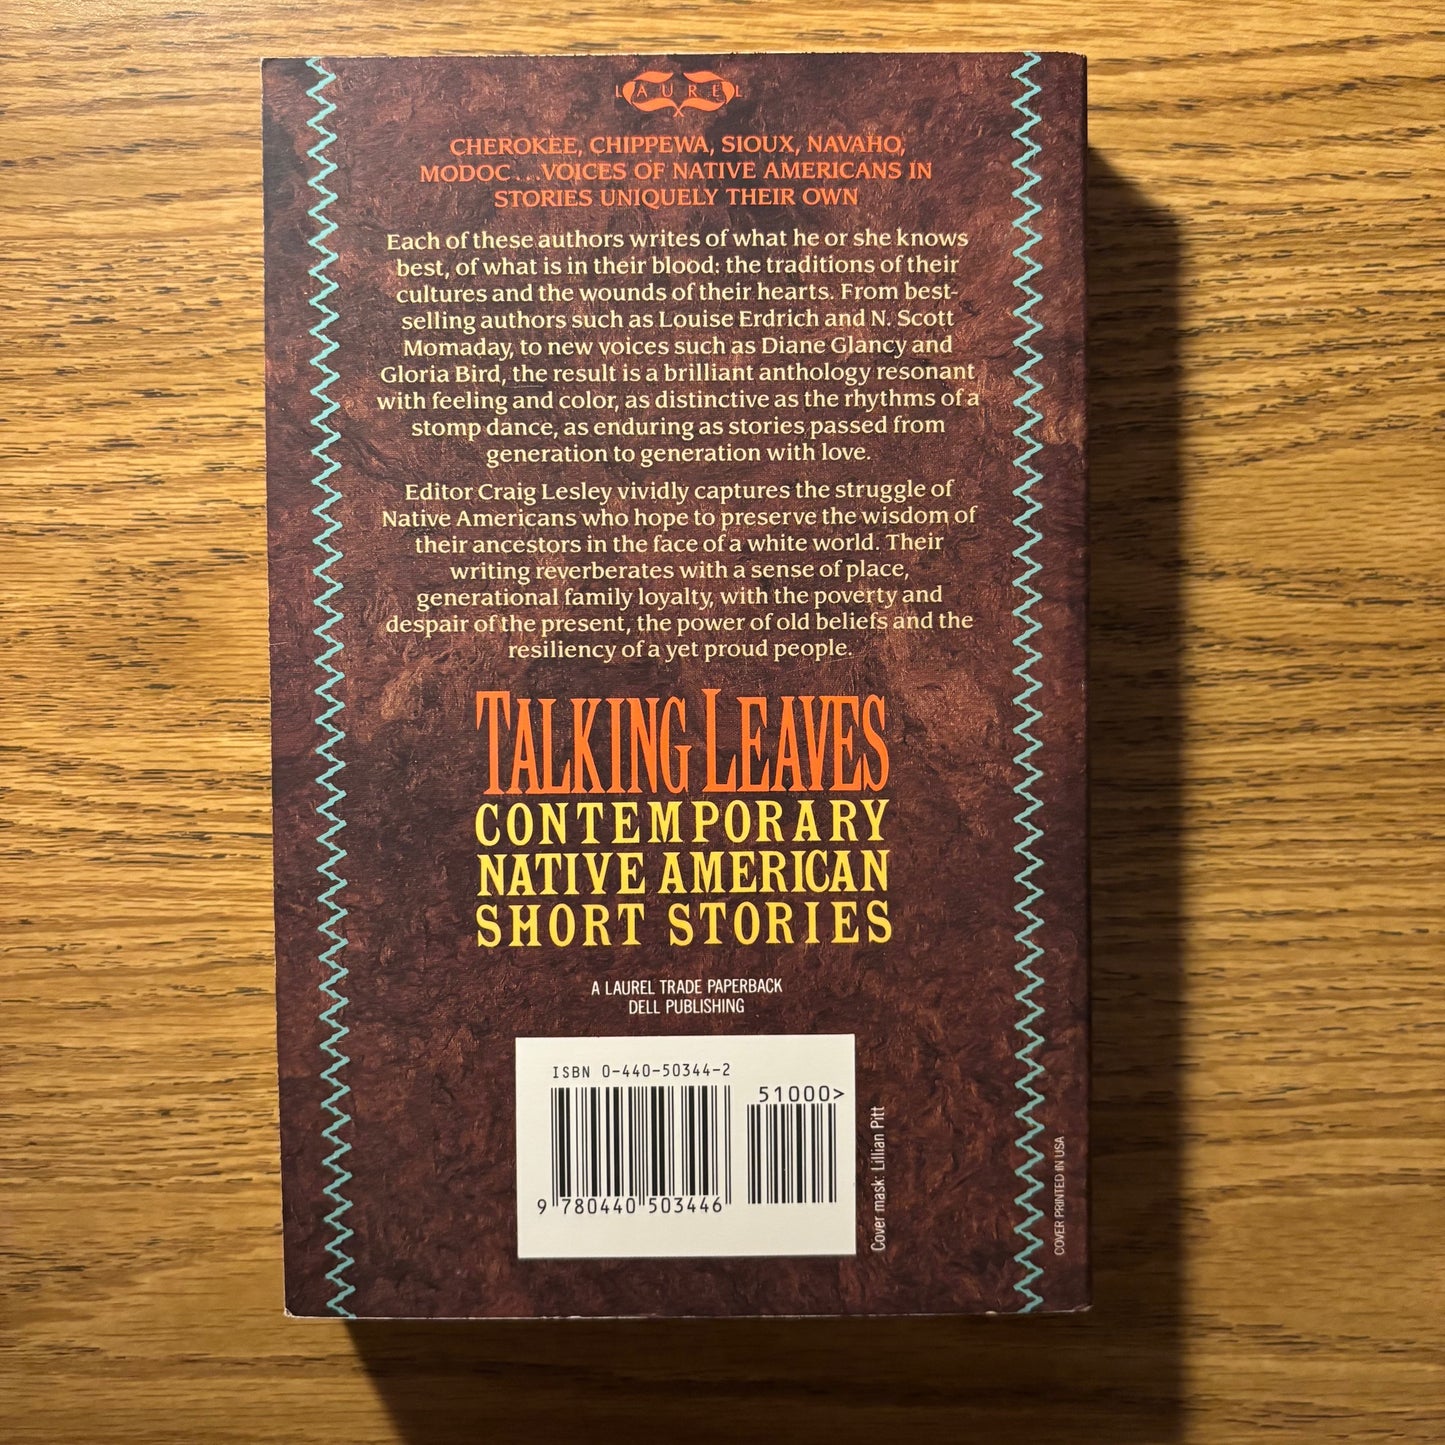 LAUREL
CHEROKEE, CHIPPEWA, SIOUX, NAVAHO,
MODOC...VOICES OF NATIVE AMERICANS IN
STORIES UNIQUELY THEIR OWN
Each of these authors writes of what he or she knows
best, of what is in their blood: the traditions of their
cultures and the wounds of their hearts. From best-
selling authors such as Louise Erdrich and N. Scott
Momaday, to new voices such as Diane Glancy and
Gloria Bird, the result is a brilliant anthology resonant
with feeling and color, as distinctive as the rhythms of a
stomp dance, as enduring as stories passed from
generation to generation with love.
Editor Craig Lesley vividly captures the struggle of
Native Americans who hope to preserve the wisdom of
their ancestors in the face of a white world. Their
writing reverberates with a sense of place,
generational family loyalty, with the poverty and
despair of the present, the power of old beliefs and the
resiliency of a yet proud people.
TALKING LEAVES
CONTEMPORARY
NATIVE AMERICAN
SHORT STORIES
A LAUREL TRADE PAPERBACK
DELL PUBLISHING
ISBN 0-440-50344-2
51000>
9 780440 503446
Cover mask: Lillian Pitt
COVER PRINTED IN USA